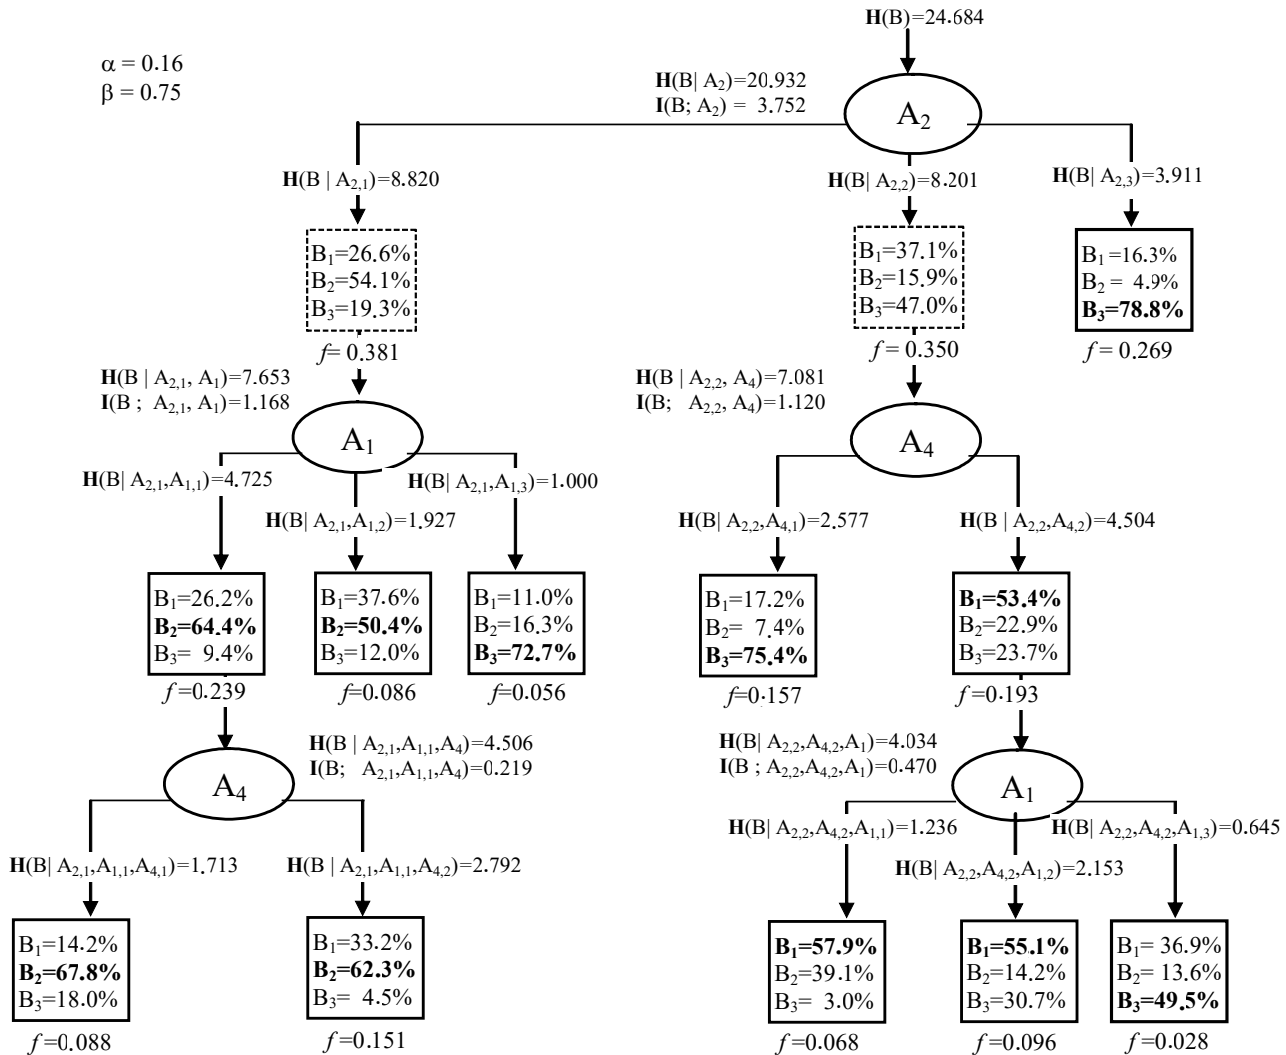 H(B)=24.684
α = 0.16
β = 0.75
H(B| A2)=20.932
I(B; A2) = 3.752
A2
H(B | A2,1)=8.820
H(B| A2,2)=8.201
H(B| A2,3)=3.911
B1=26.6%
B2=54.1%
B3=19.3%
f= 0.381
B1=37.1%
B2=15.9%
B3=47.0%
f= 0.350
B1=16.3%
B2= 4.9%
B3=78.8%
f= 0.269
H(B | A2,1, A1)=7.653
I(B ; A2,1, A1)=1.168
A1
H(B | A2,2, A4)=7.081
I(B; A2,2, A4)=1.120
A4
H(B| A2,1,A1,1)=4.725
H(B| A2,1,A1,2)=1.927
H(B| A2,1,A1,3)=1.000
H(B| A2,2,A4,1)=2.577
H(B | A2,2,A4,2)=4.504
B1=26.2%
B2=64.4%
B3= 9.4%
f=0.239
B1=37.6%
B2=50.4%
B3=12.0%
f=0.086
B1=11.0%
B2=16.3%
B3=72.7%
f=0.056
B1=17.2%
B2= 7.4%
B3=75.4%
f=0.157
B1=53.4%
B2=22.9%
B3=23.7%
f=0.193
H(B | A2,1,A1,1,A4)=4.506
I(B; A2,1,A1,1,A4)=0.219
A4
H(B | A2,2,A4,2,A1)=4.034
I(B ; A2,2,A4,2,A1)=0.470
A1
H(B| A2,1,A1,1,A4,1)=1.713
H(B | A2,1,A1,1,A4,2)=2.792
H(B| A2,2,A4,2,A1,1)=1.236
H(B| A2,2,A4,2,A1,2)=2.153
H(B| A2,2,A4,2,A1,3)=0.645
B1=14.2%
B2=67.8%
B3=18.0%
f=0.088
B1=33.2%
B2=62.3%
B3= 4.5%
f=0.151
B1=57.9%
B2=39.1%
B3= 3.0%
f=0.068
B1=55.1%
B2=14.2%
B3=30.7%
f=0.096
B1= 36.9%
B2= 13.6%
B3=49.5%
f=0.028